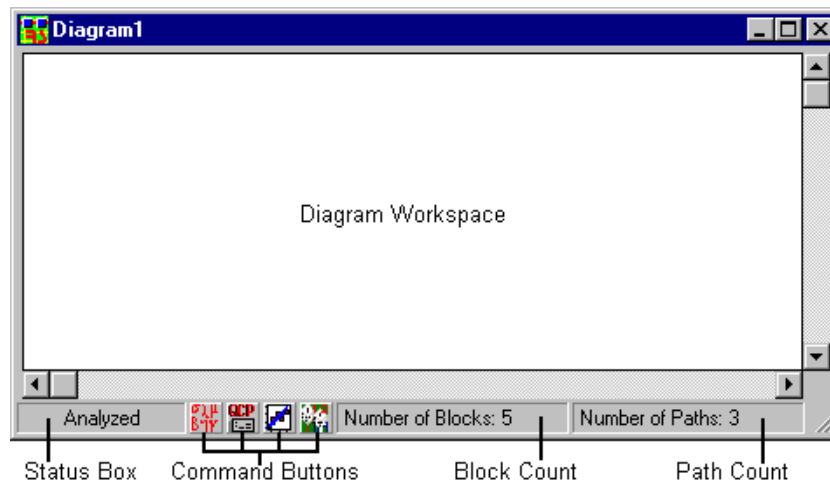 Diagram1
Diagram Workspace
Analyzed
QCP
Number of Blocks: 5
Number of Paths: 3
Status Box
Command Buttons
Block Count
Path Count